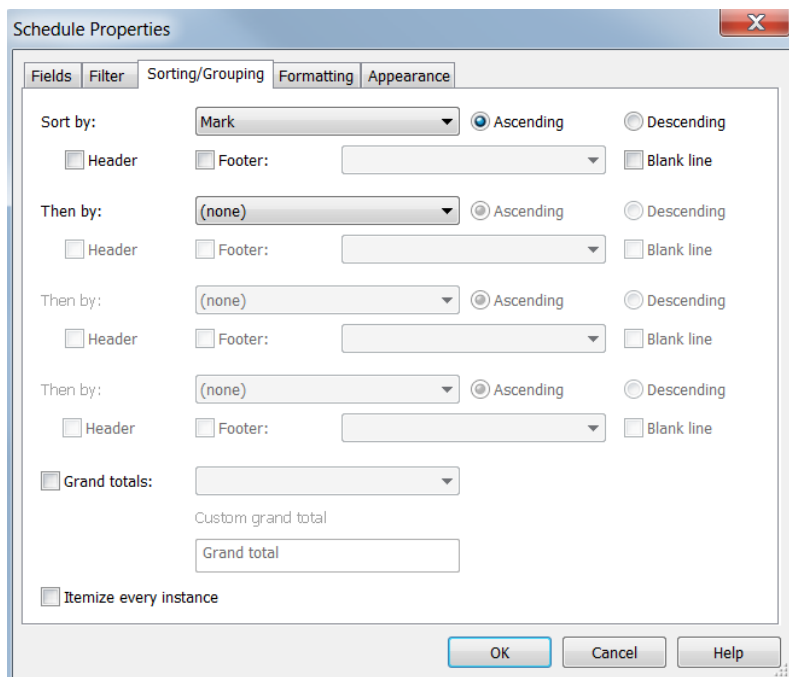 Schedule Properties
Fields Filter Sorting/Grouping Formatting Appearance
Sort by: Mark Ascending Descending
Header Footer: Blank line
Then by: (none) Ascending Descending
Header Footer: Blank line
Then by: (none) Ascending Descending
Header Footer: Blank line
Then by: (none) Ascending Descending
Header Footer: Blank line
Grand totals:
Custom grand total
Grand total
Itemize every instance
OK Cancel Help